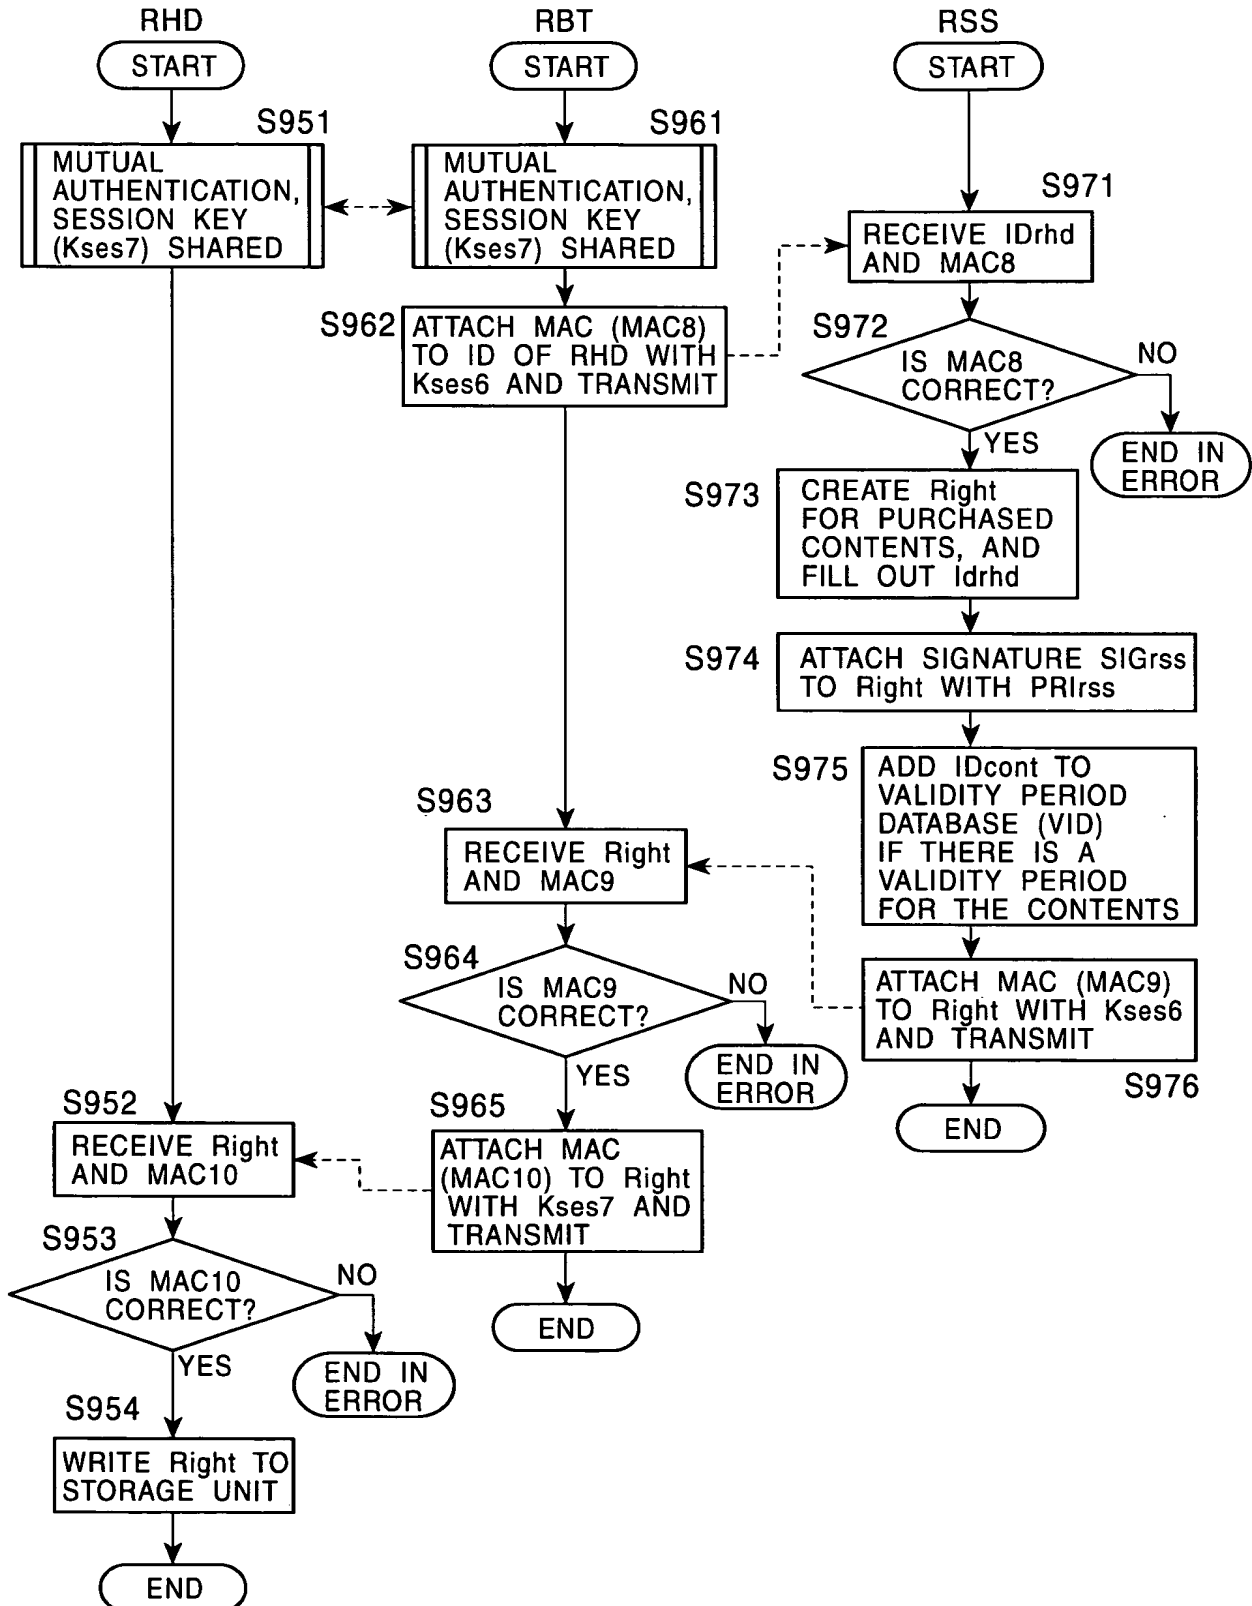 RHD
START
S951
MUTUAL
AUTHENTICATION,
SESSION KEY
(Kses7) SHARED
S952
RECEIVE Right
AND MAC10
S953
IS MAC10
CORRECT?
NO
END IN
ERROR
YES
S954
WRITE Right TO
STORAGE UNIT
END
RBT
START
S961
MUTUAL
AUTHENTICATION,
SESSION KEY
(Kses7) SHARED
S962
ATTACH MAC (MAC8)
TO ID OF RHD WITH
Kses6 AND TRANSMIT
S963
RECEIVE Right
AND MAC9
S964
IS MAC9
CORRECT?
NO
END IN
ERROR
YES
S965
ATTACH MAC
(MAC10) TO Right
WITH Kses7 AND
TRANSMIT
END
RSS
START
S971
RECEIVE IDrhd
AND MAC8
S972
IS MAC8
CORRECT?
NO
END IN
ERROR
YES
S973
CREATE Right
FOR PURCHASED
CONTENTS, AND
FILL OUT Idrhd
S974
ATTACH SIGNATURE SIGrss
TO Right WITH PRIrss
S975
ADD IDcont TO
VALIDITY PERIOD
DATABASE (VID)
IF THERE IS A
VALIDITY PERIOD
FOR THE CONTENTS
ATTACH MAC (MAC9)
TO Right WITH Kses6
AND TRANSMIT
S976
END